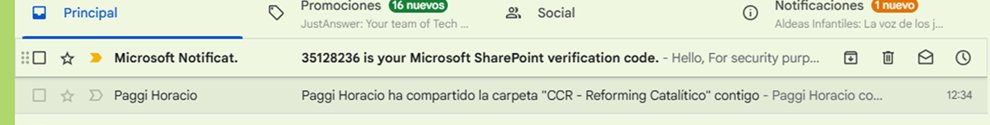 Principal
Promociones 16 nuevos
JustAnswer: Your team of Tech ...
Social
Notificaciones 1 nuevo
Aldeas Infantiles: La voz de los j...
Microsoft Notificat. 35128236 is your Microsoft SharePoint verification code. - Hello, For security purp...
Paggi Horacio Paggi Horacio ha compartido la carpeta "CCR - Reforming Catalítico" contigo - Paggi Horacio co... 12:34